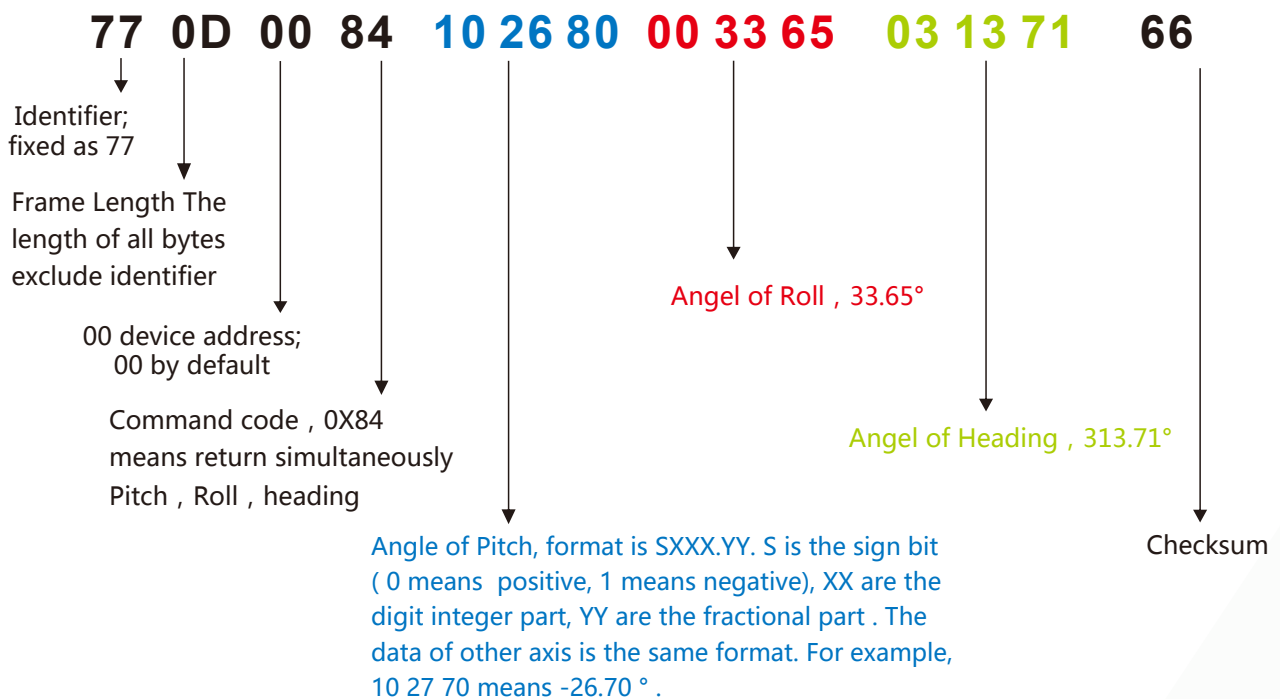 77 0D 00 84 10 26 80 00 33 65 03 13 71 66
Identifier;
fixed as 77
Frame Length The
length of all bytes
exclude identifier
00 device address;
00 by default
Command code , 0X84
means return simultaneously
Pitch , Roll , heading
Angle of Pitch, format is SXXX.YY. S is the sign bit
( 0 means positive, 1 means negative), XX are the
digit integer part, YY are the fractional part . The
data of other axis is the same format. For example,
10 27 70 means -26.70 ° .
Angel of Roll , 33.65°
Angel of Heading , 313.71°
Checksum